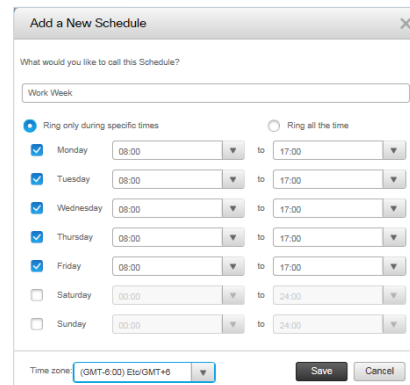 Add a New Schedule
What would you like to call this Schedule?
Work Week
Ring only during specific times Ring all the time
Monday 08:00 to 17:00
Tuesday 08:00 to 17:00
Wednesday 08:00 to 17:00
Thursday 08:00 to 17:00
Friday 08:00 to 17:00
Saturday 00:00 to 24:00
Sunday 00:00 to 24:00
Time zone: (GMT-6:00) Etc/GMT+6 Save Cancel